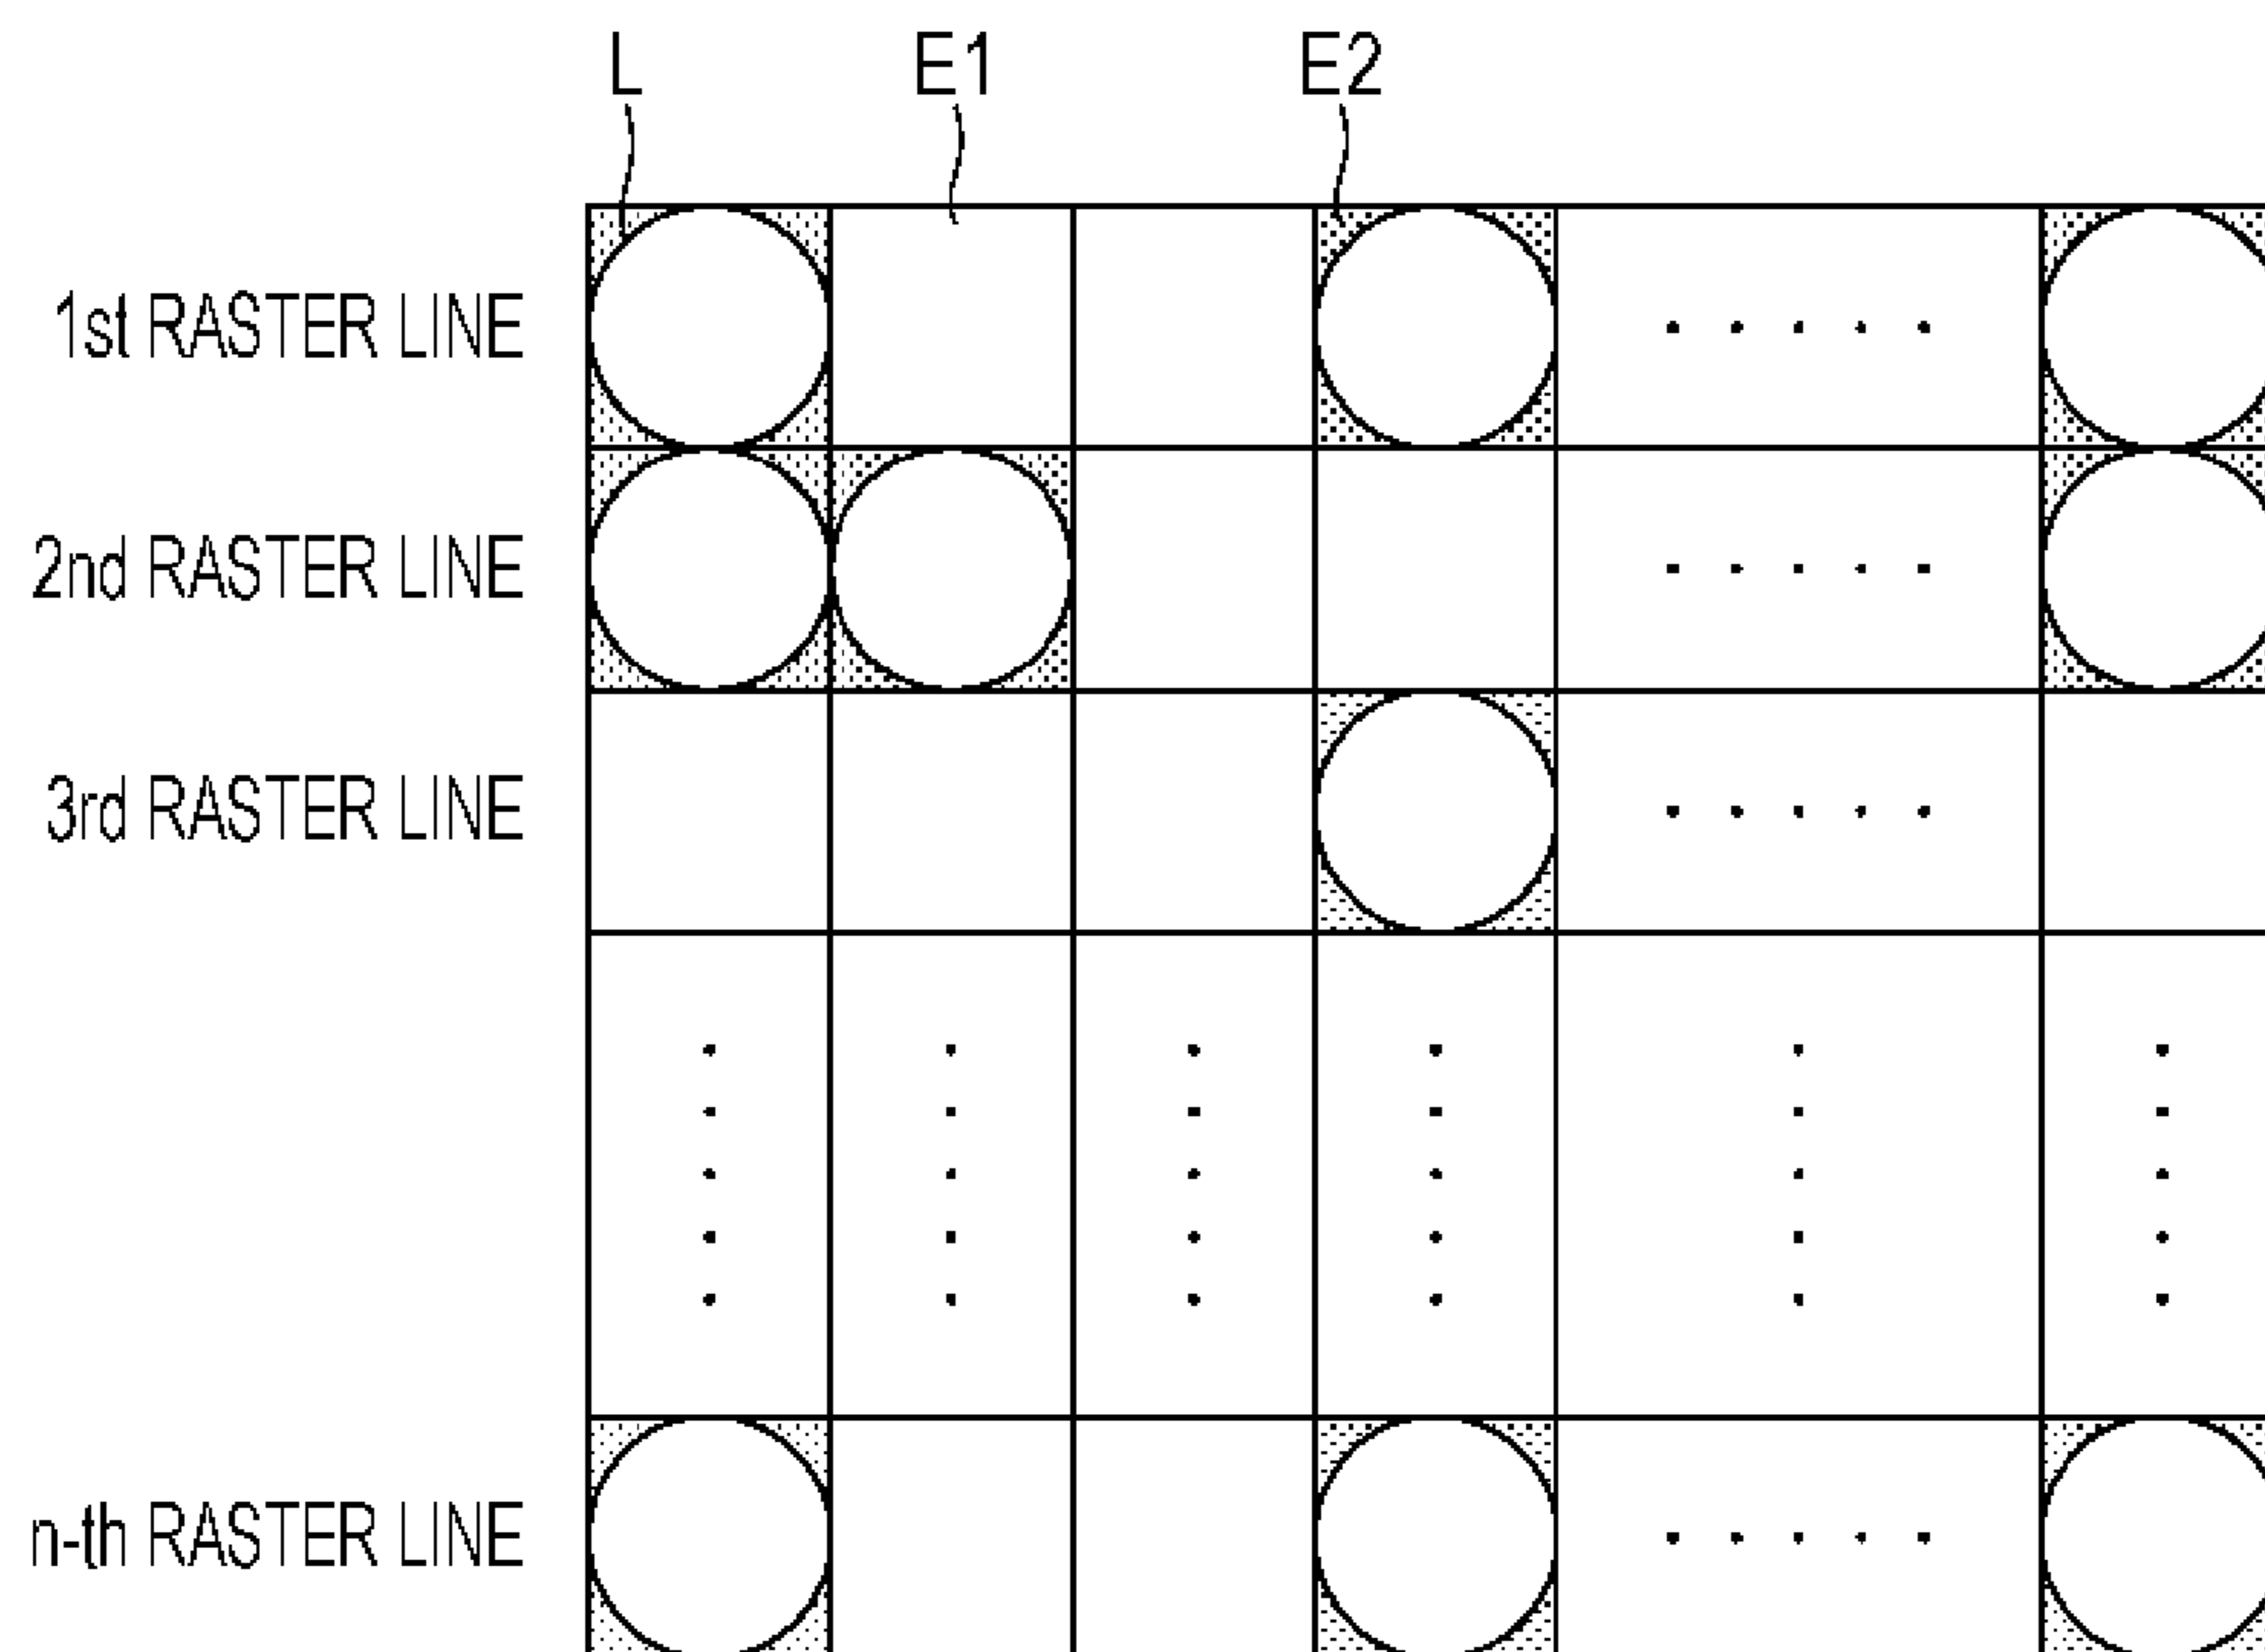 L E1 E2
1st RASTER LINE
2nd RASTER LINE
3rd RASTER LINE
n-th RASTER LINE